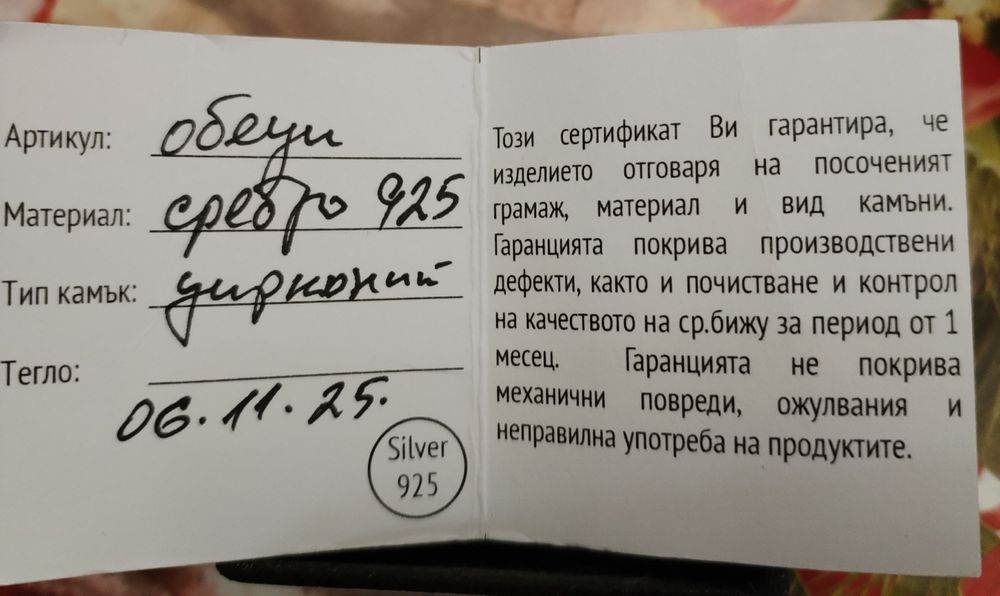 Артикул: обеци
Материал: сребро 925
Тип камък: цирконий
Тегло:
06.11.25.
Silver
925
Този сертификат Ви гарантира, че
изделието отговаря на посоченият
грамаж, материал и вид камъни.
Гаранцията покрива производствени
дефекти, както и почистване и контрол
на качеството на ср.бижу за период от 1
месец. Гаранцията не покрива
механични повреди, ожулвания и
неправилна употреба на продуктите.